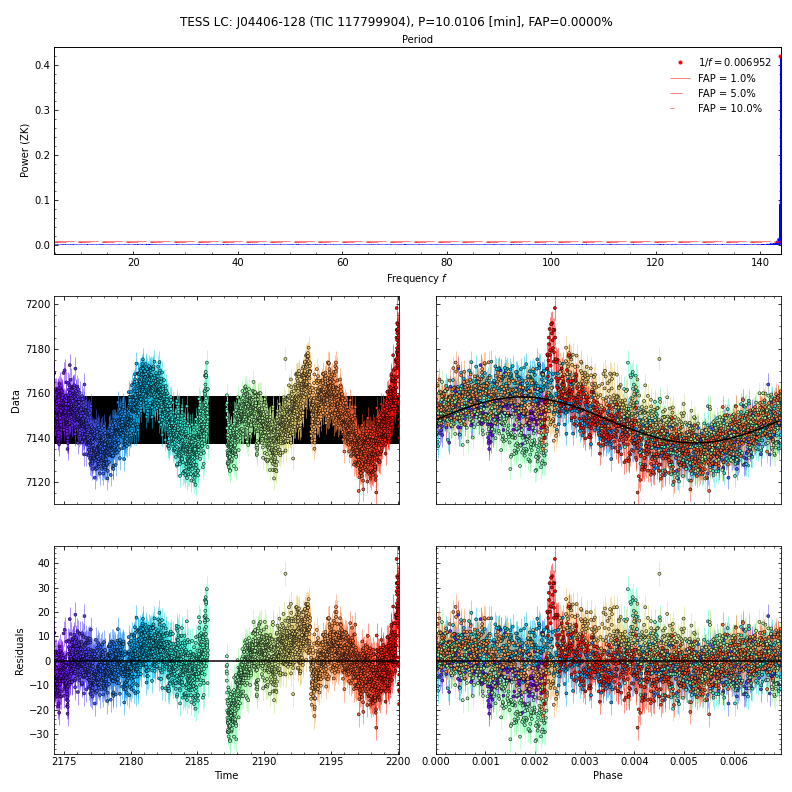 TESS LC: J04406-128 (TIC 117799904), P=10.0106 [min], FAP=0.0000%
Period
Power (ZK)
0.4
0.3
0.2
0.1
0.0
1/f = 0.006952
FAP = 1.0%
FAP = 5.0%
FAP = 10.0%
20 40 60 80 100 120 140
Frequency f
Data
7200
7180
7160
7140
7120
Residuals
40
30
20
10
0
−10
−20
−30
2175 2180 2185 2190 2195 2200
Time
0.000 0.001 0.002 0.003 0.004 0.005 0.006
Phase